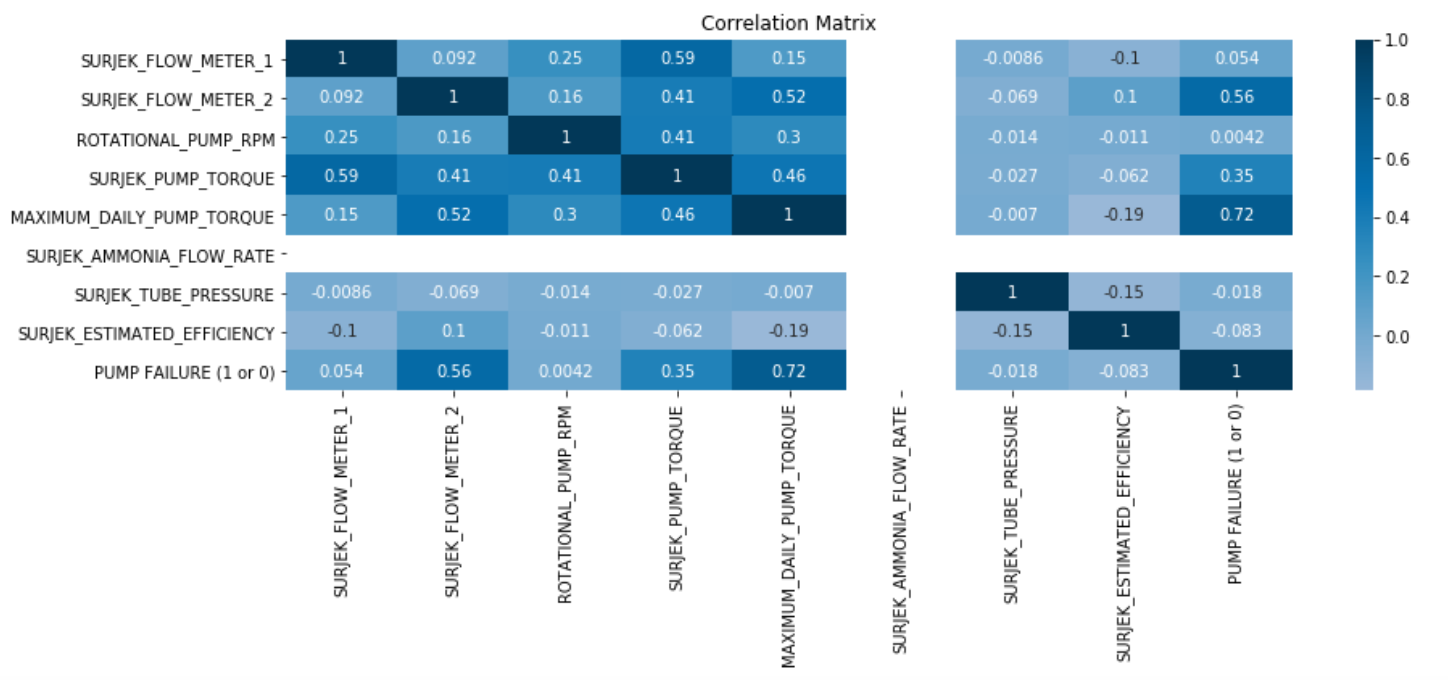 Correlation Matrix
SURJEK_FLOW_METER_1 1 0.092 0.25 0.59 0.15 -0.0086 -0.1 0.054
SURJEK_FLOW_METER_2 0.092 1 0.16 0.41 0.52 -0.069 0.1 0.56
ROTATIONAL_PUMP_RPM 0.25 0.16 1 0.41 0.3 -0.014 -0.011 0.0042
SURJEK_PUMP_TORQUE 0.59 0.41 0.41 1 0.46 -0.027 -0.062 0.35
MAXIMUM_DAILY_PUMP_TORQUE 0.15 0.52 0.3 0.46 1 -0.007 -0.19 0.72
SURJEK_AMMONIA_FLOW_RATE
SURJEK_TUBE_PRESSURE -0.0086 -0.069 -0.014 -0.027 -0.007 1 -0.15 -0.018
SURJEK_ESTIMATED_EFFICIENCY -0.1 0.1 -0.011 -0.062 -0.19 -0.15 1 -0.083
PUMP FAILURE (1 or 0) 0.054 0.56 0.0042 0.35 0.72 -0.018 -0.083 1
SURJEK_FLOW_METER_1
SURJEK_FLOW_METER_2
ROTATIONAL_PUMP_RPM
SURJEK_PUMP_TORQUE
MAXIMUM_DAILY_PUMP_TORQUE
SURJEK_AMMONIA_FLOW_RATE
SURJEK_TUBE_PRESSURE
SURJEK_ESTIMATED_EFFICIENCY
PUMP FAILURE (1 or 0)
1.0
0.8
0.6
0.4
0.2
0.0